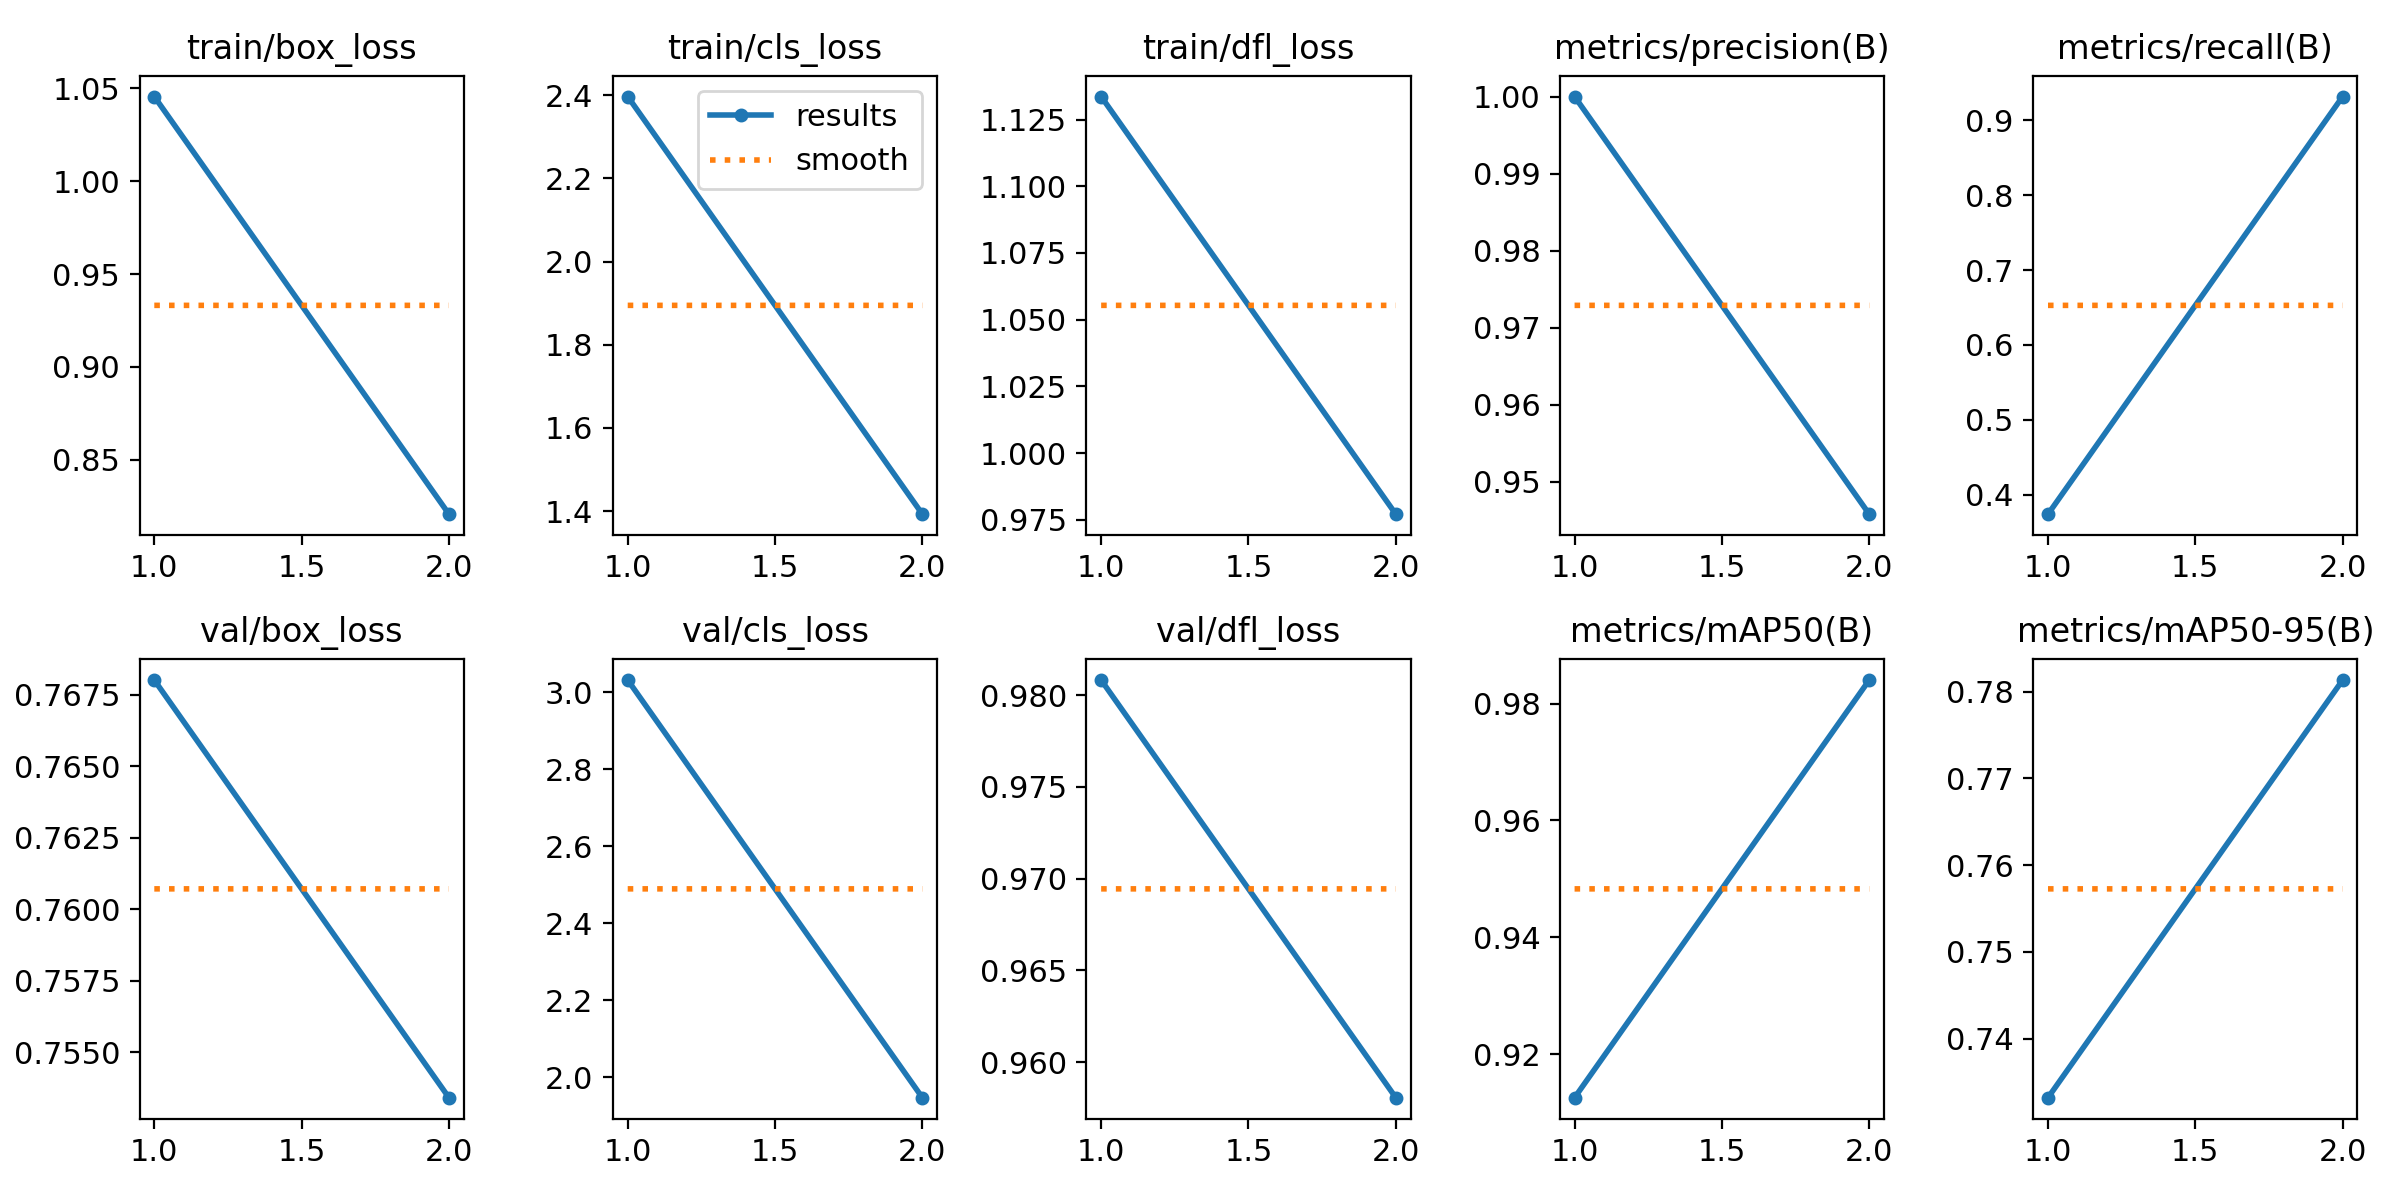 train/box_loss
1.05
1.00
0.95
0.90
0.85
1.0 1.5 2.0
train/cls_loss
results
smooth
2.4
2.2
2.0
1.8
1.6
1.4
1.0 1.5 2.0
train/dfl_loss
1.125
1.100
1.075
1.050
1.025
1.000
0.975
1.0 1.5 2.0
metrics/precision(B)
1.00
0.99
0.98
0.97
0.96
0.95
1.0 1.5 2.0
metrics/recall(B)
0.9
0.8
0.7
0.6
0.5
0.4
1.0 1.5 2.0
val/box_loss
0.7675
0.7650
0.7625
0.7600
0.7575
0.7550
1.0 1.5 2.0
val/cls_loss
3.0
2.8
2.6
2.4
2.2
2.0
1.0 1.5 2.0
val/dfl_loss
0.980
0.975
0.970
0.965
0.960
1.0 1.5 2.0
metrics/mAP50(B)
0.98
0.96
0.94
0.92
1.0 1.5 2.0
metrics/mAP50-95(B)
0.78
0.77
0.76
0.75
0.74
1.0 1.5 2.0